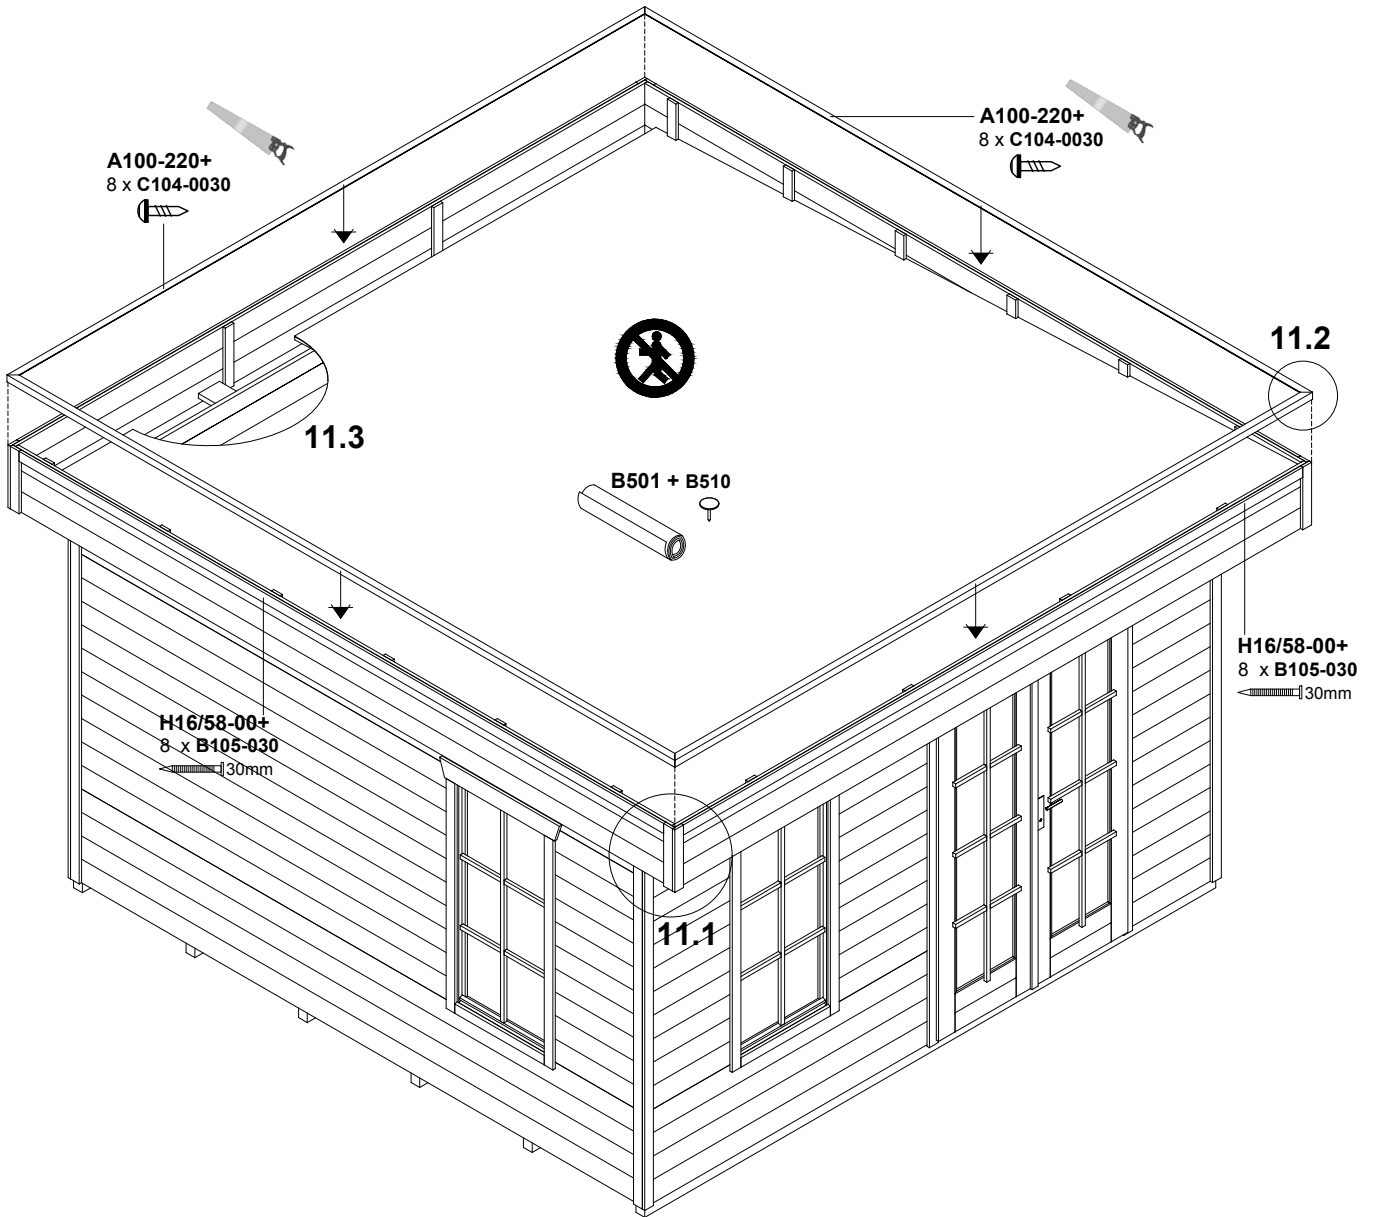 A100-220+
8 x C104-0030
A100-220+
8 x C104-0030
11.2
11.3
B501 + B510
H16/58-00+
8 x B105-030
30mm
H16/58-00+
8 x B105-030
30mm
11.1